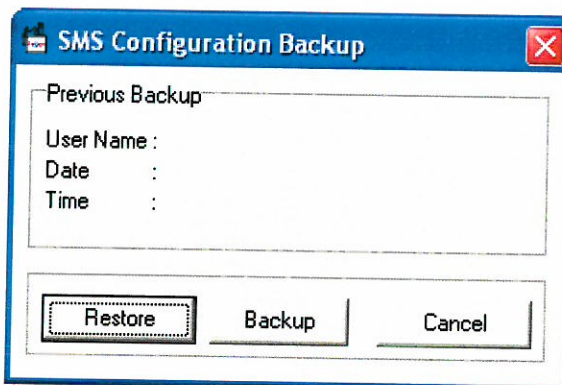 SMS Configuration Backup
Previous Backup
User Name :
Date :
Time :
Restore Backup Cancel